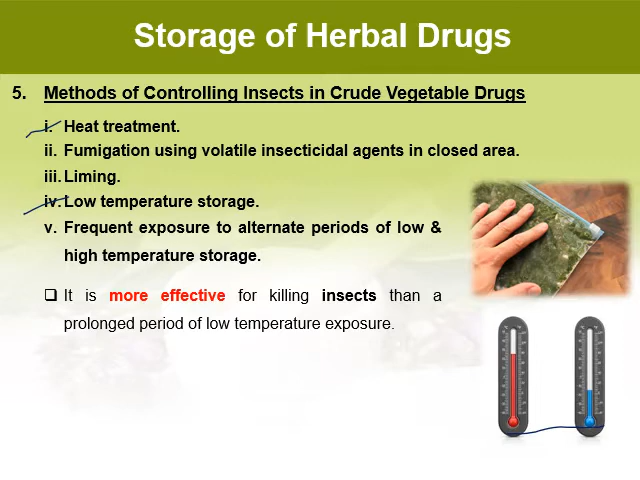 Storage of Herbal Drugs
5. Methods of Controlling Insects in Crude Vegetable Drugs
i. Heat treatment.
ii. Fumigation using volatile insecticidal agents in closed area.
iii. Liming.
iv. Low temperature storage.
v. Frequent exposure to alternate periods of low &
high temperature storage.
❑ It is more effective for killing insects than a
prolonged period of low temperature exposure.